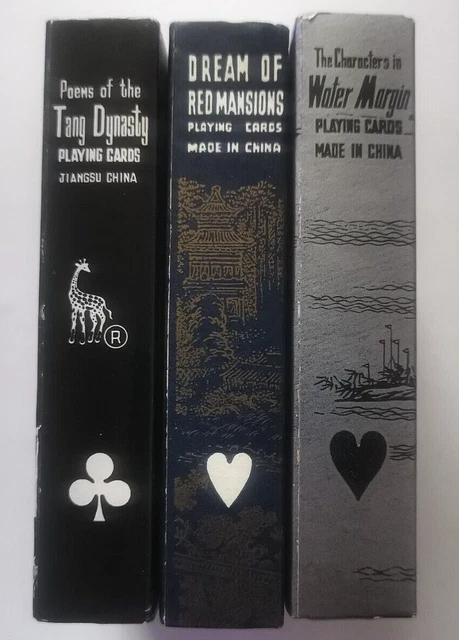 Poems of the
Tang Dynasty
PLAYING CARDS
JIANGSU CHINA
R
DREAM OF
RED MANSIONS
PLAYING CARDS
MADE IN CHINA
The Characters in
Water Margin
PLAYING CARDS
MADE IN CHINA